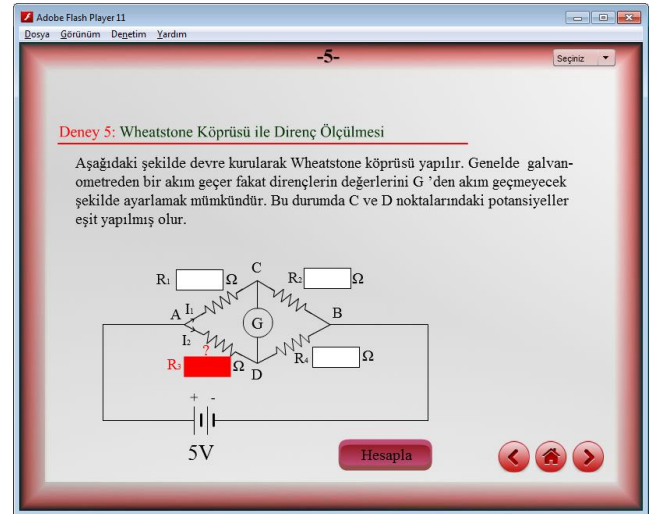 Adobe Flash Player 11
Dosya Görünüm Denetim Yardım
-5-
Seçiniz
Deney 5: Wheatstone Köprüsü ile Direnç Ölçülmesi
Aşağıdaki şekilde devre kurularak Wheatstone köprüsü yapılır. Genelde galvan-
ometreden bir akım geçer fakat dirençlerin değerlerini G ’den akım geçmeyecek
şekilde ayarlamak mümkündür. Bu durumda C ve D noktalarındaki potansiyeller
eşit yapılmış olur.
C
R1 Ω R2 Ω
A I1 G B
I2
?
R3 Ω D R4 Ω
+ -
5V
Hesapla